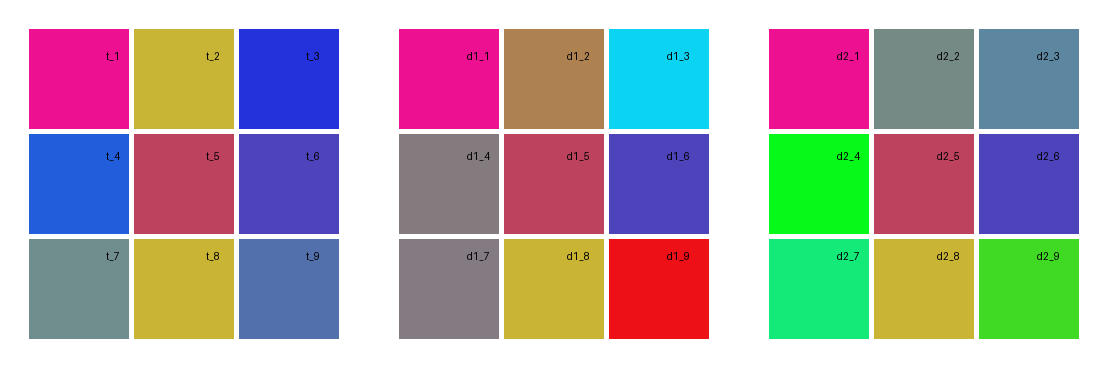 t_1 t_2 t_3 d1_1 d1_2 d1_3 d2_1 d2_2 d2_3
t_4 t_5 t_6 d1_4 d1_5 d1_6 d2_4 d2_5 d2_6
t_7 t_8 t_9 d1_7 d1_8 d1_9 d2_7 d2_8 d2_9